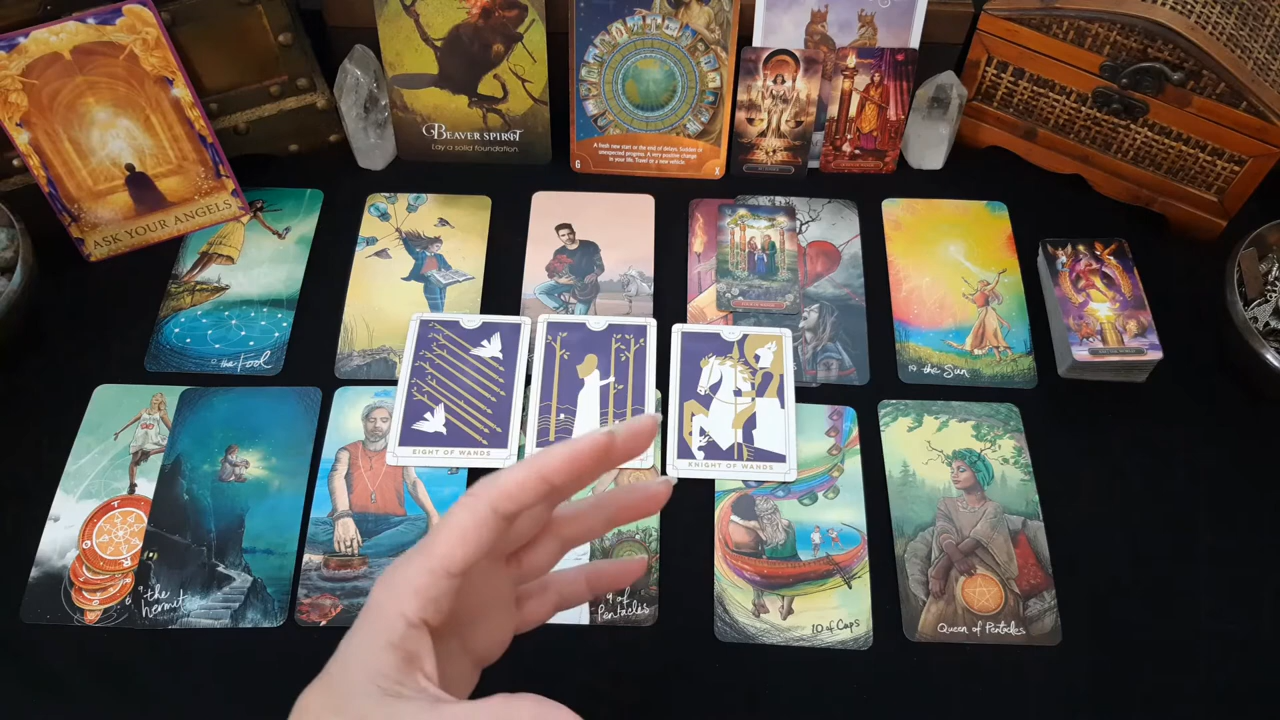 ASK YOUR ANGELS
BEAVER SPIRIT
Lay a solid foundation
A fresh new start or the end of delays. Sudden or
unexpected progress. A very positive change
in your life. Travel or a new vehicle.
G
X
the Fool
19 the Sun
EIGHT OF WANDS
KNIGHT OF WANDS
9 the
hermit
9 of
Pentacles
10 of Cups
Queen of Pentacles